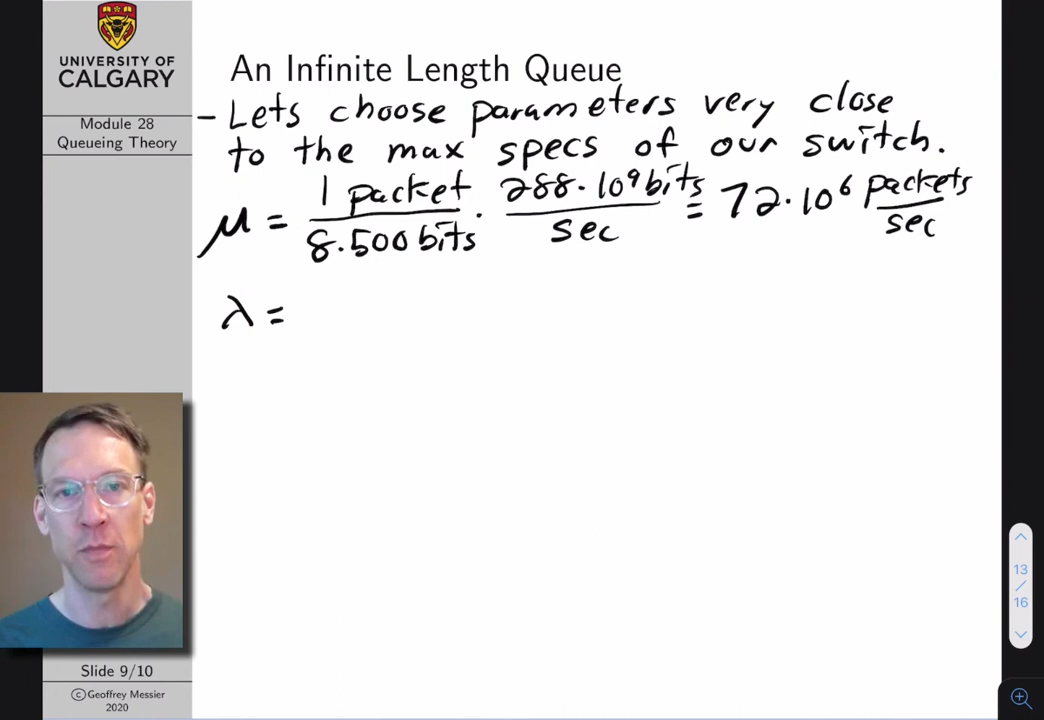 UNIVERSITY OF
CALGARY
Module 28
Queueing Theory
An Infinite Length Queue
- Lets choose parameters very close
to the max specs of our switch.
μ = 1 packet / 8.500 bits · 288·10⁹ bits / sec = 72·10⁶ packets / sec
λ =
13
/
16
Slide 9/10
© Geoffrey Messier
2020